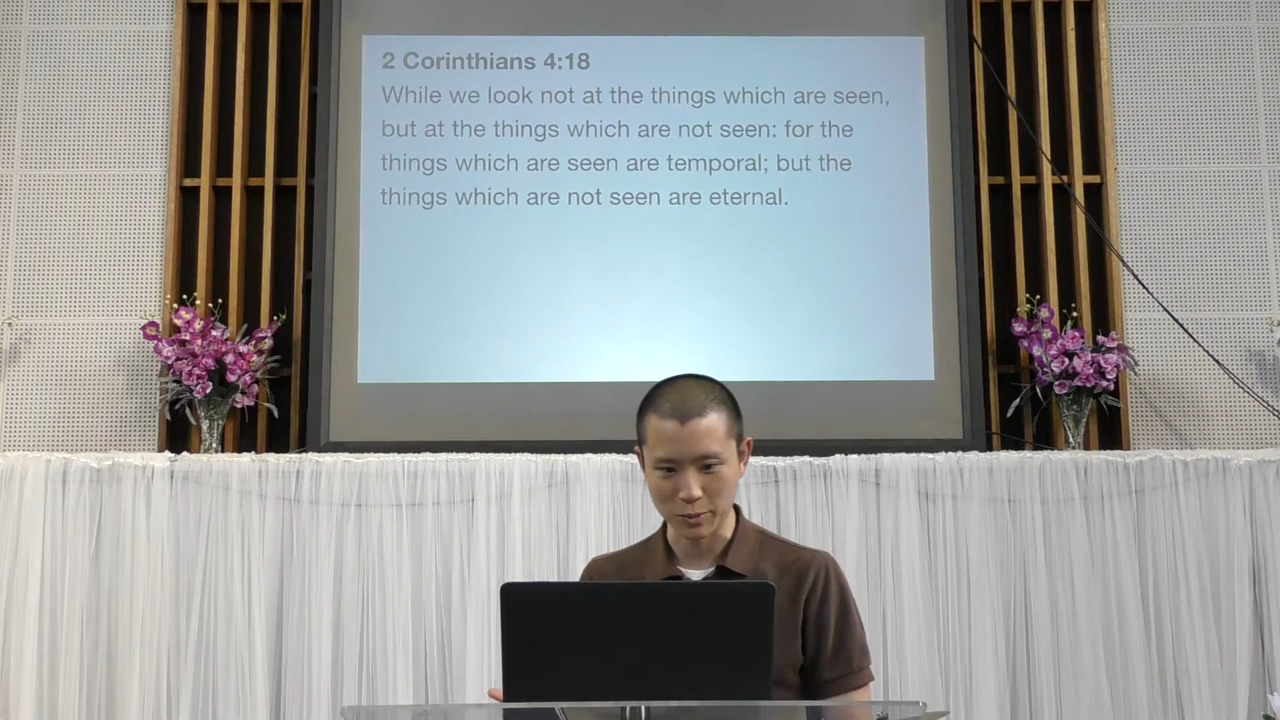 2 Corinthians 4:18
While we look not at the things which are seen,
but at the things which are not seen: for the
things which are seen are temporal; but the
things which are not seen are eternal.